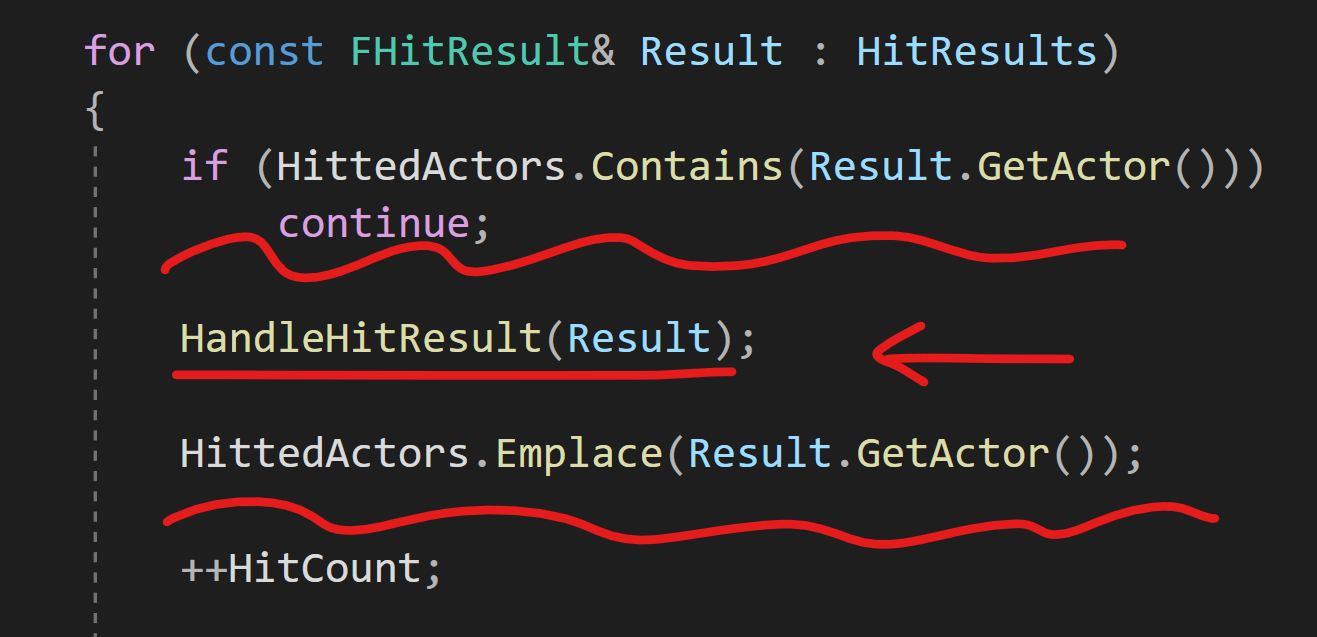 for (const FHitResult& Result : HitResults)
{
if (HittedActors.Contains(Result.GetActor()))
continue;
HandleHitResult(Result);
HittedActors.Emplace(Result.GetActor());
++HitCount;